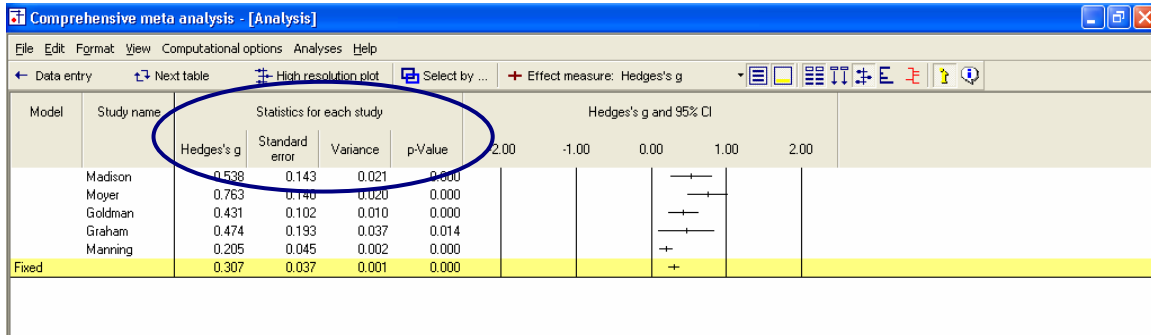 Comprehensive meta analysis - [Analysis]
File Edit Format View Computational options Analyses Help
← Data entry Next table High resolution plot Select by ... + Effect measure: Hedges's g
Model Study name Statistics for each study Hedges's g and 95% CI
Hedges's g Standard error Variance p-Value -2.00 -1.00 0.00 1.00 2.00
Madison 0.538 0.143 0.021 0.000
Moyer 0.763 0.140 0.020 0.000
Goldman 0.431 0.102 0.010 0.000
Graham 0.474 0.193 0.037 0.014
Manning 0.205 0.045 0.002 0.000
Fixed 0.307 0.037 0.001 0.000